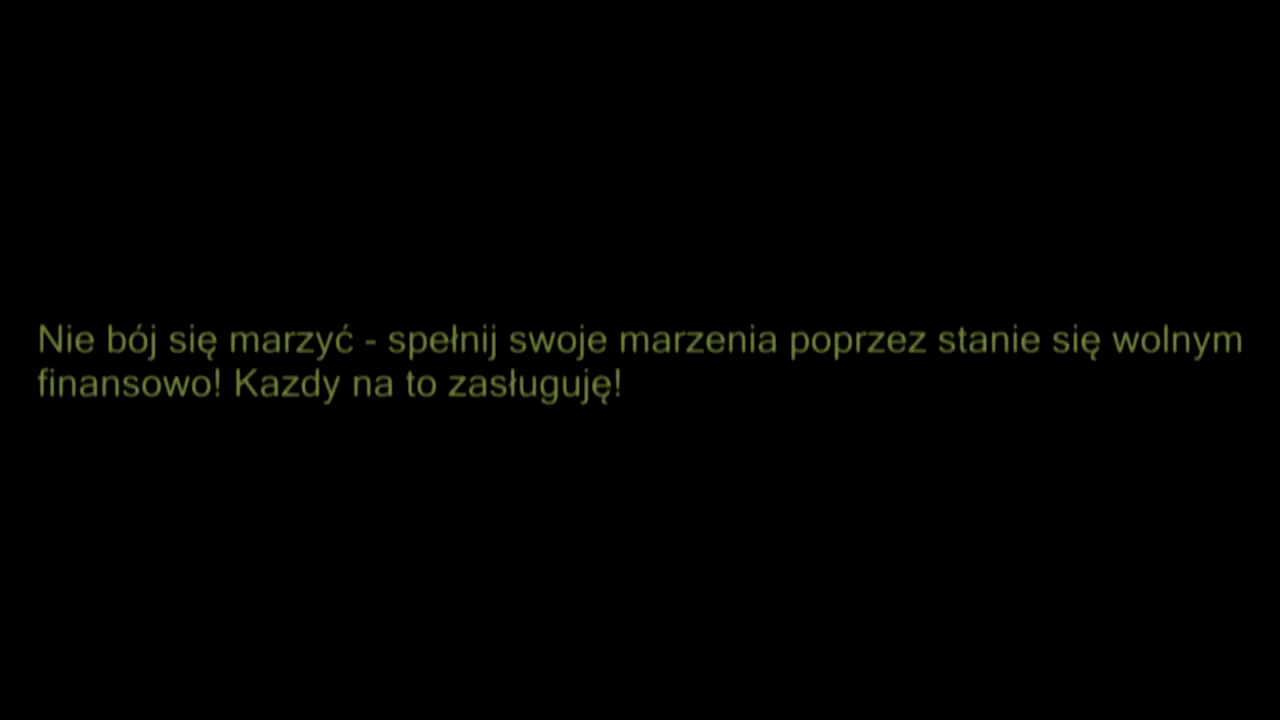 Nie bój się marzyć - spełnij swoje marzenia poprzez stanie się wolnym
finansowo! Kazdy na to zasługuję!